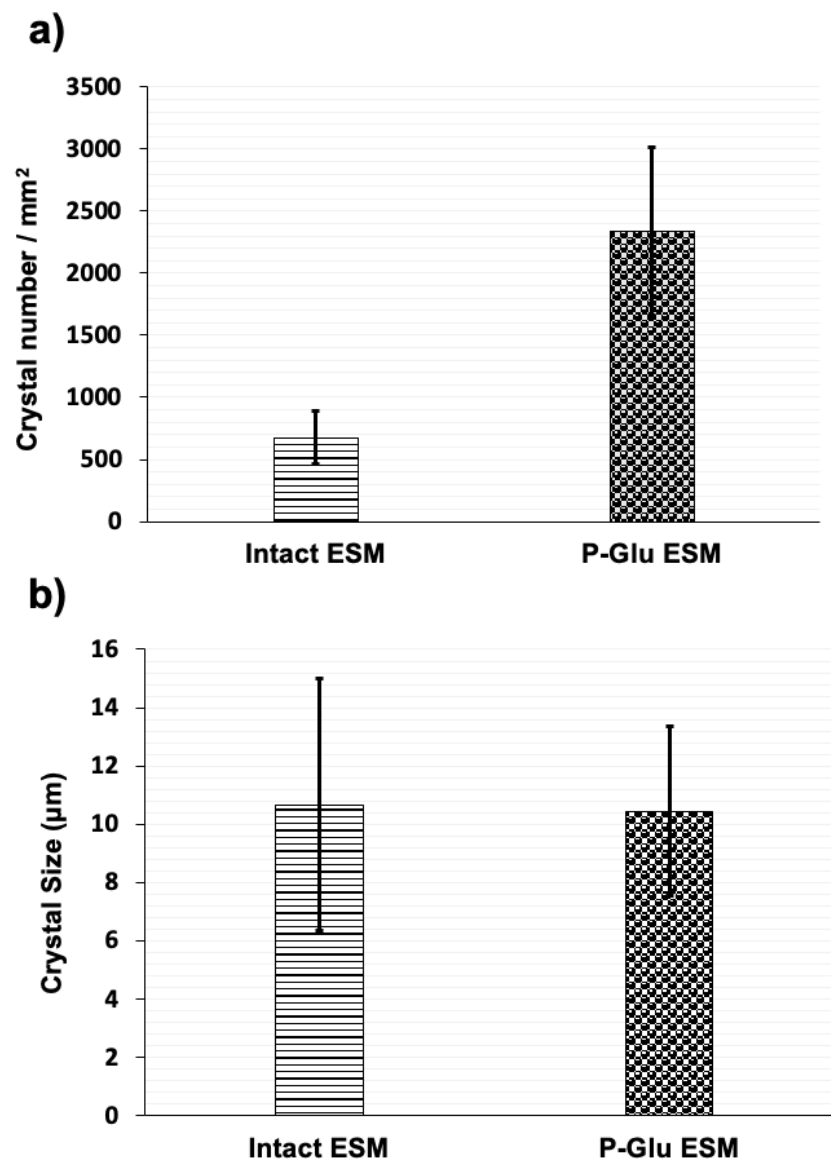 a)
3500
3000
2500
2000
1500
1000
500
0
Crystal number / mm²
Intact ESM P-Glu ESM
b)
16
14
12
10
8
6
4
2
0
Crystal Size (µm)
Intact ESM P-Glu ESM